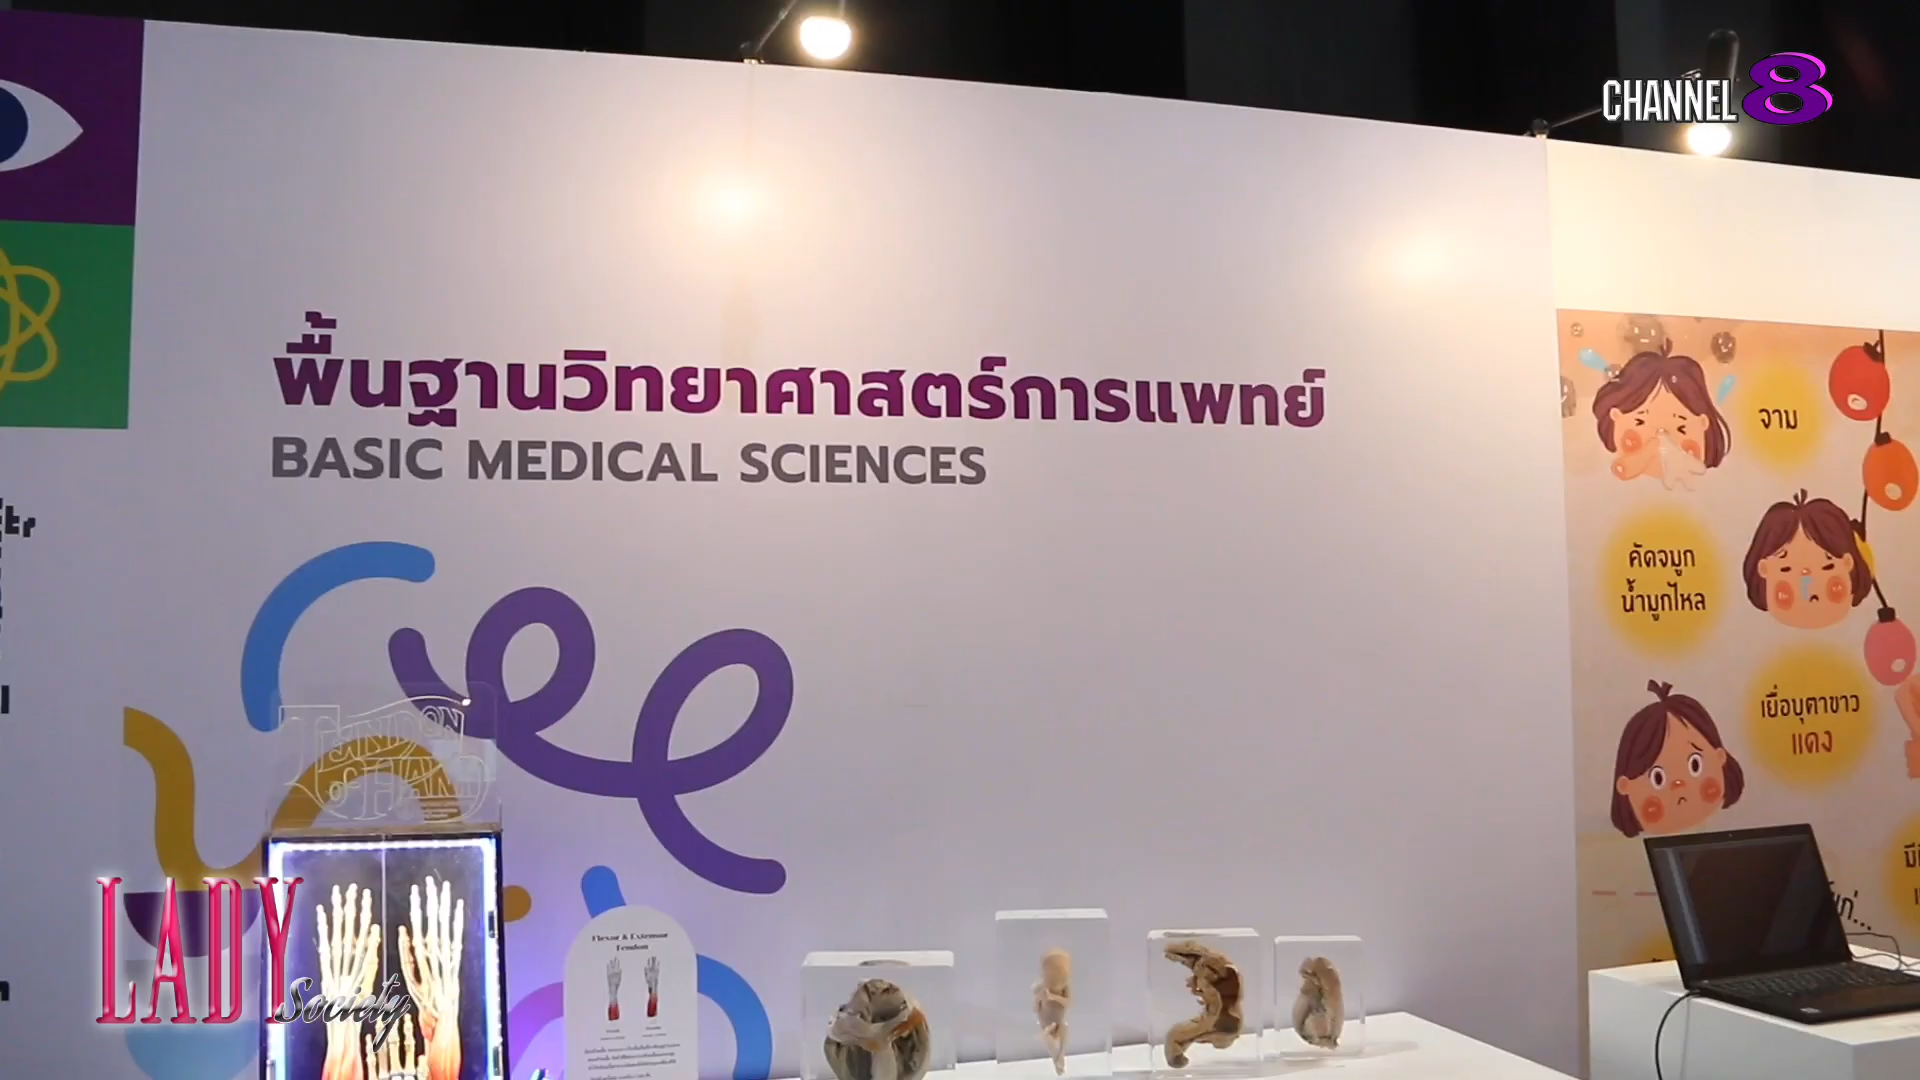 CHANNEL 8
พื้นฐานวิทยาศาสตร์การแพทย์
BASIC MEDICAL SCIENCES
จาม
คัดจมูก
น้ำมูกไหล
เยื่อบุตาขาว
แดง
TENDON
OF HAND
Flexor & Extensor
Tendon
LADY
Society